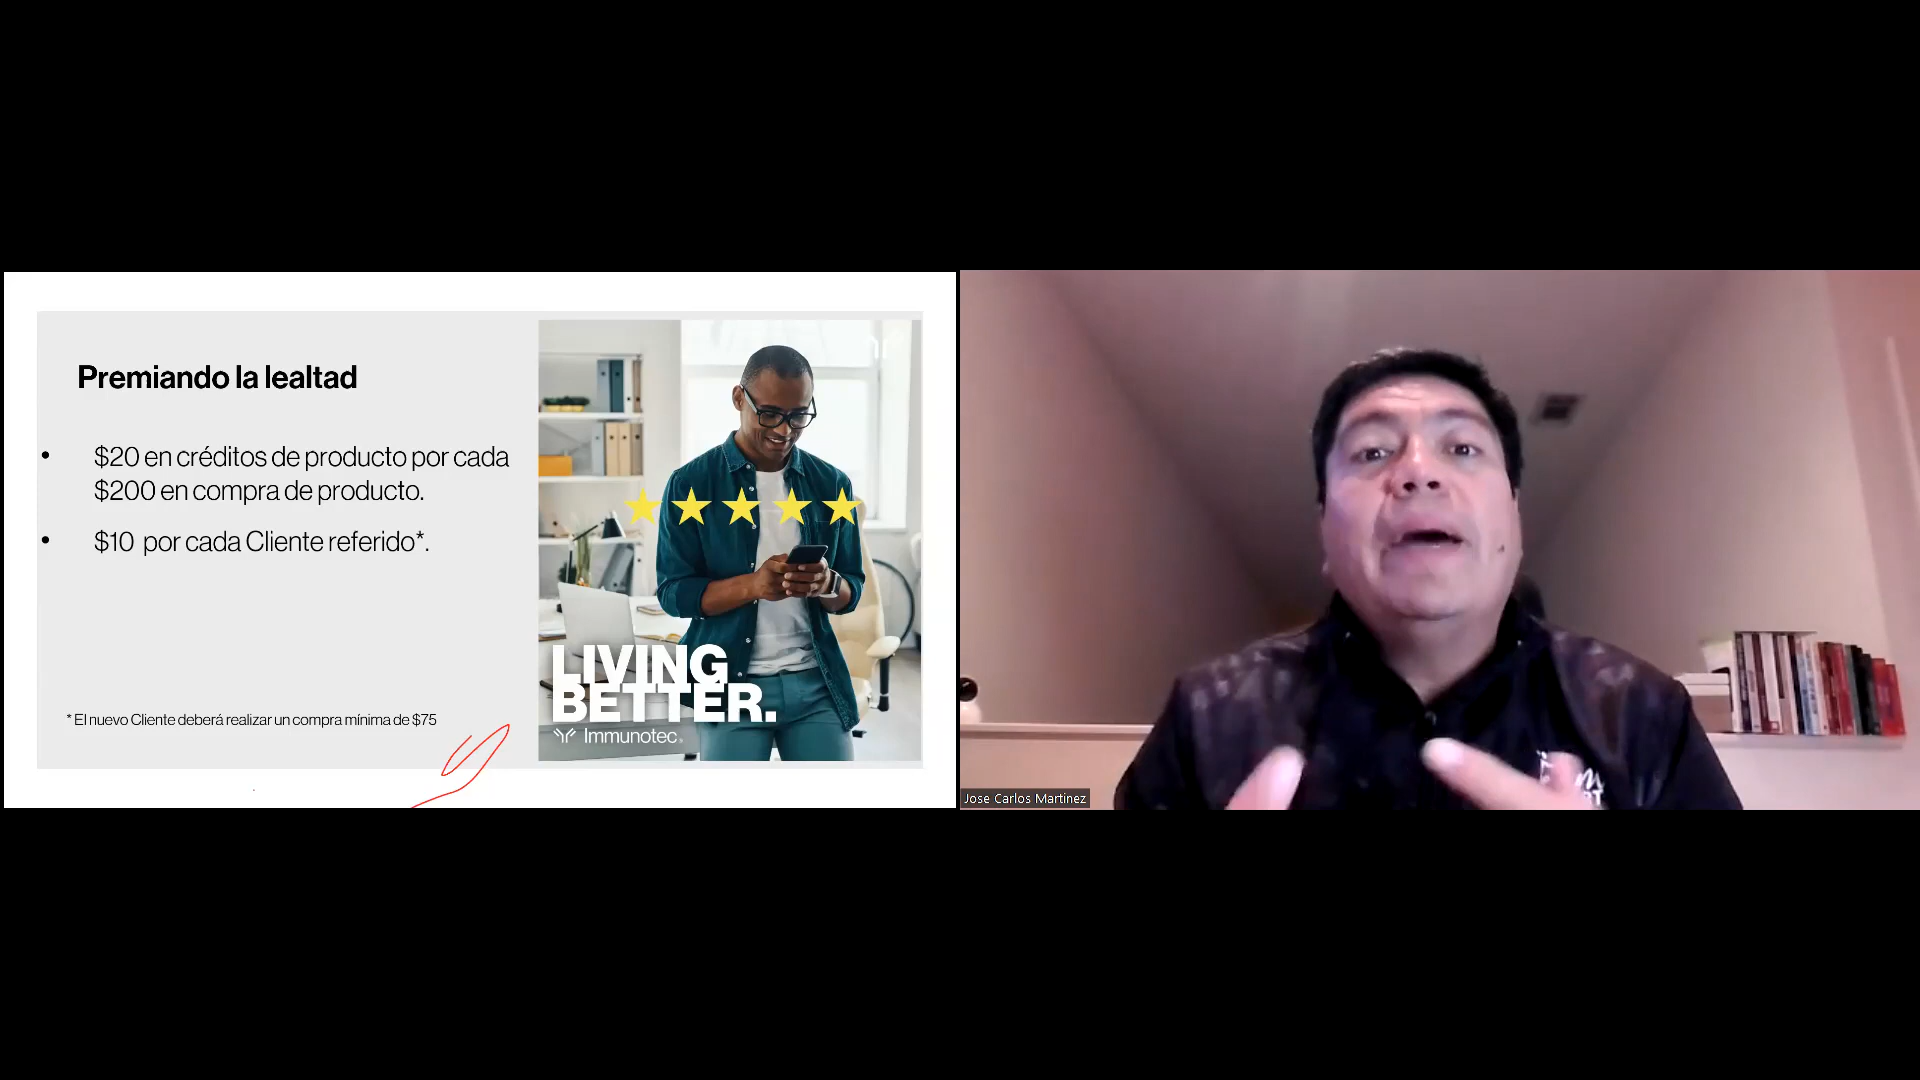 Premiando la lealtad
• $20 en créditos de producto por cada
$200 en compra de producto.
• $10 por cada Cliente referido*.
* El nuevo Cliente deberá realizar un compra mínima de $75
LIVING
BETTER.
Immunotec
Jose Carlos Martinez